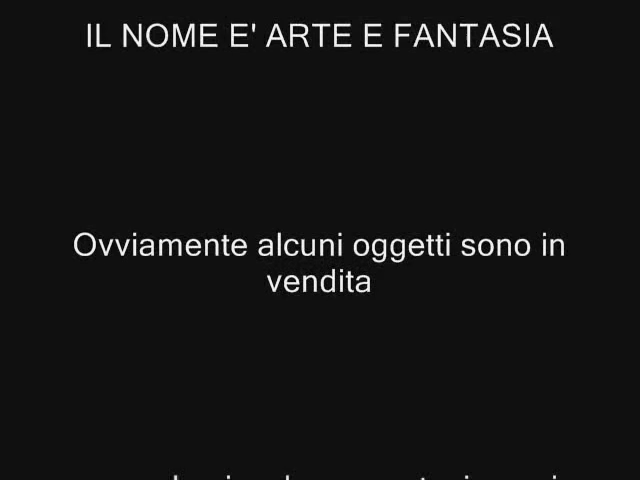 IL NOME E' ARTE E FANTASIA
Ovviamente alcuni oggetti sono in
vendita